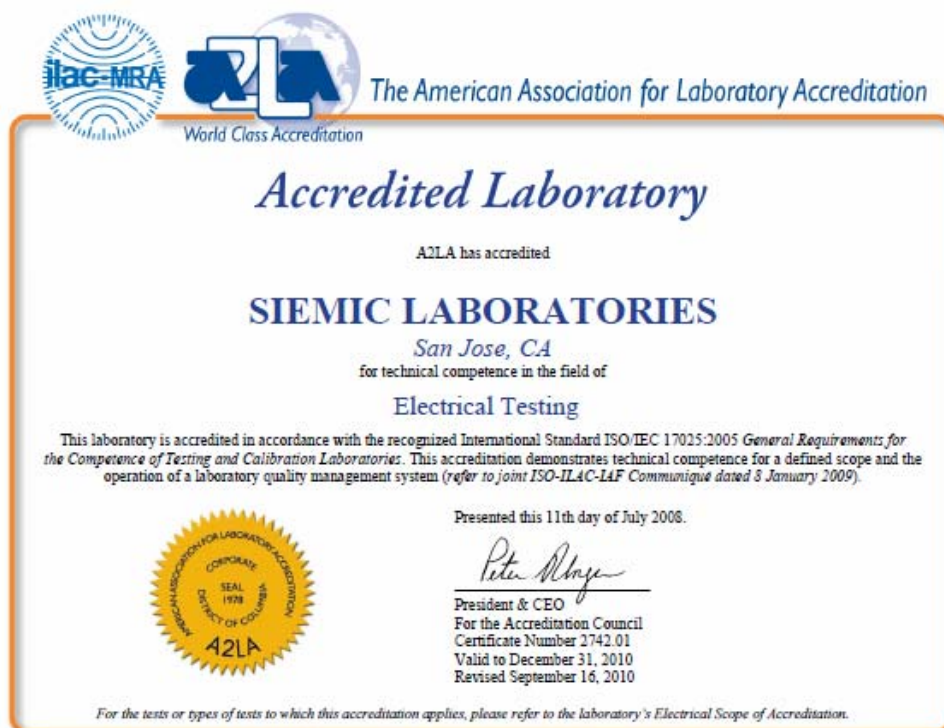 ilac-MRA
A2LA
World Class Accreditation
The American Association for Laboratory Accreditation
Accredited Laboratory
A2LA has accredited
SIEMIC LABORATORIES
San Jose, CA
for technical competence in the field of
Electrical Testing
This laboratory is accredited in accordance with the recognized International Standard ISO/IEC 17025:2005 General Requirements for
the Competence of Testing and Calibration Laboratories. This accreditation demonstrates technical competence for a defined scope and the
operation of a laboratory quality management system (refer to joint ISO-ILAC-IAF Communiqué dated 8 January 2009).
Presented this 11th day of July 2008.
AMERICAN ASSOCIATION FOR LABORATORY ACCREDITATION
CORPORATE
SEAL
1978
DISTRICT OF COLUMBIA
A2LA
Peter
President & CEO
For the Accreditation Council
Certificate Number 2742.01
Valid to December 31, 2010
Revised September 16, 2010
For the tests or types of tests to which this accreditation applies, please refer to the laboratory's Electrical Scope of Accreditation.